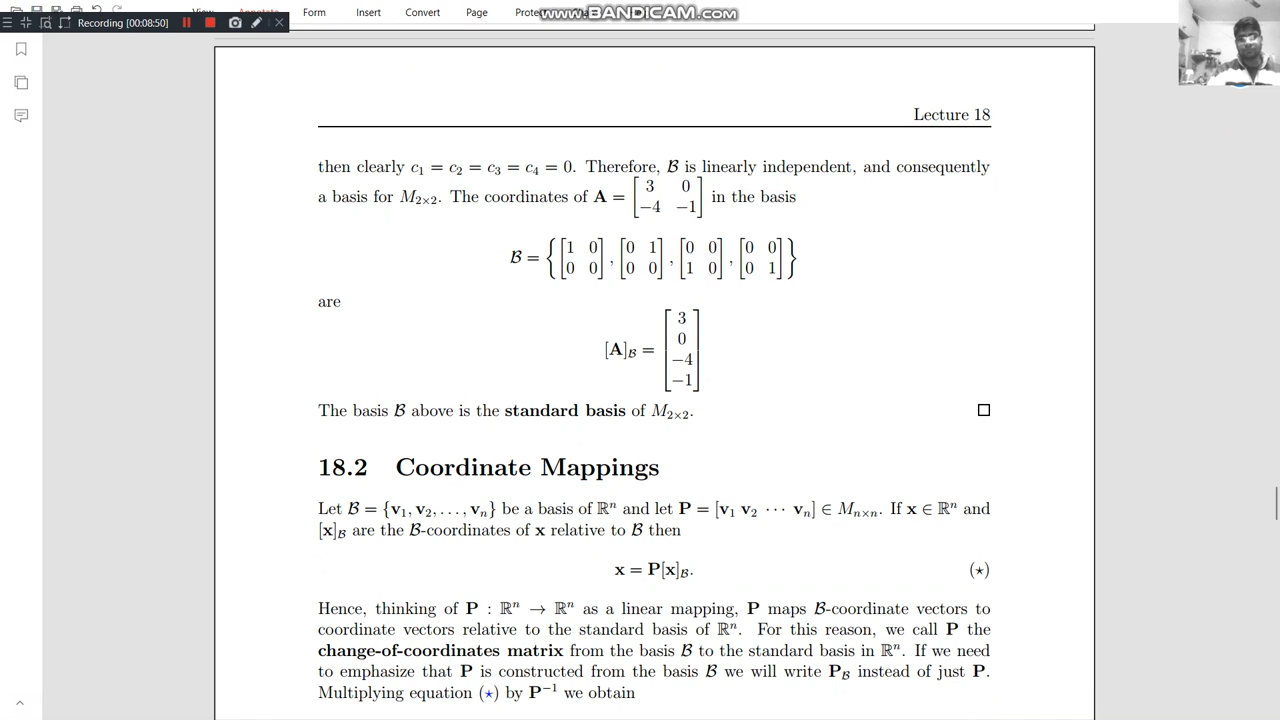 View Annotate Form Insert Convert Page
www.BANDICAM.com
Recording [00:08:50]
Lecture 18
then clearly c₁ = c₂ = c₃ = c₄ = 0. Therefore, ℬ is linearly independent, and consequently
a basis for M₂ₓ₂. The coordinates of A = [3 0; −4 −1] in the basis
ℬ = {[1 0; 0 0], [0 1; 0 0], [0 0; 1 0], [0 0; 0 1]}
are
[A]_ℬ = [3; 0; −4; −1]
The basis ℬ above is the standard basis of M₂ₓ₂. □
18.2 Coordinate Mappings
Let ℬ = {v₁, v₂, . . . , vₙ} be a basis of ℝⁿ and let P = [v₁ v₂ ⋯ vₙ] ∈ Mₙₓₙ. If x ∈ ℝⁿ and
[x]_ℬ are the ℬ-coordinates of x relative to ℬ then
x = P[x]_ℬ. (⋆)
Hence, thinking of P : ℝⁿ → ℝⁿ as a linear mapping, P maps ℬ-coordinate vectors to
coordinate vectors relative to the standard basis of ℝⁿ. For this reason, we call P the
change-of-coordinates matrix from the basis ℬ to the standard basis in ℝⁿ. If we need
to emphasize that P is constructed from the basis ℬ we will write P_ℬ instead of just P.
Multiplying equation (⋆) by P⁻¹ we obtain